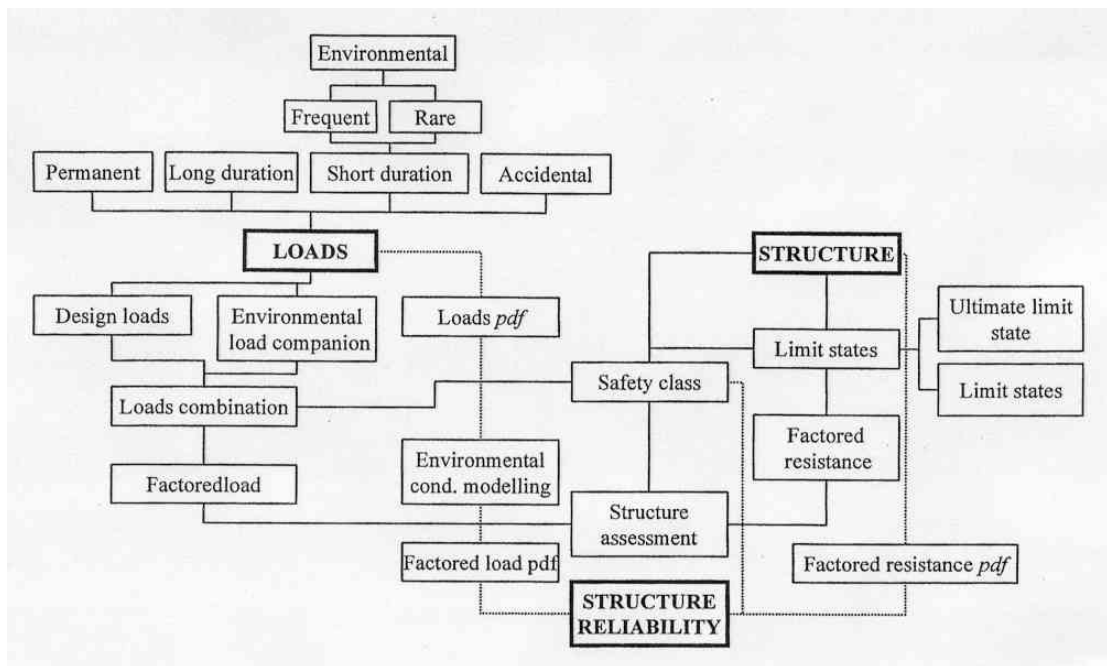 Environmental
Frequent
Rare
Permanent
Long duration
Short duration
Accidental
LOADS
STRUCTURE
Design loads
Environmental
load companion
Loads pdf
Limit states
Ultimate limit
state
Safety class
Limit states
Loads combination
Factored
resistance
Environmental
cond. modelling
Factoredload
Structure
assessment
Factored load pdf
Factored resistance pdf
STRUCTURE
RELIABILITY